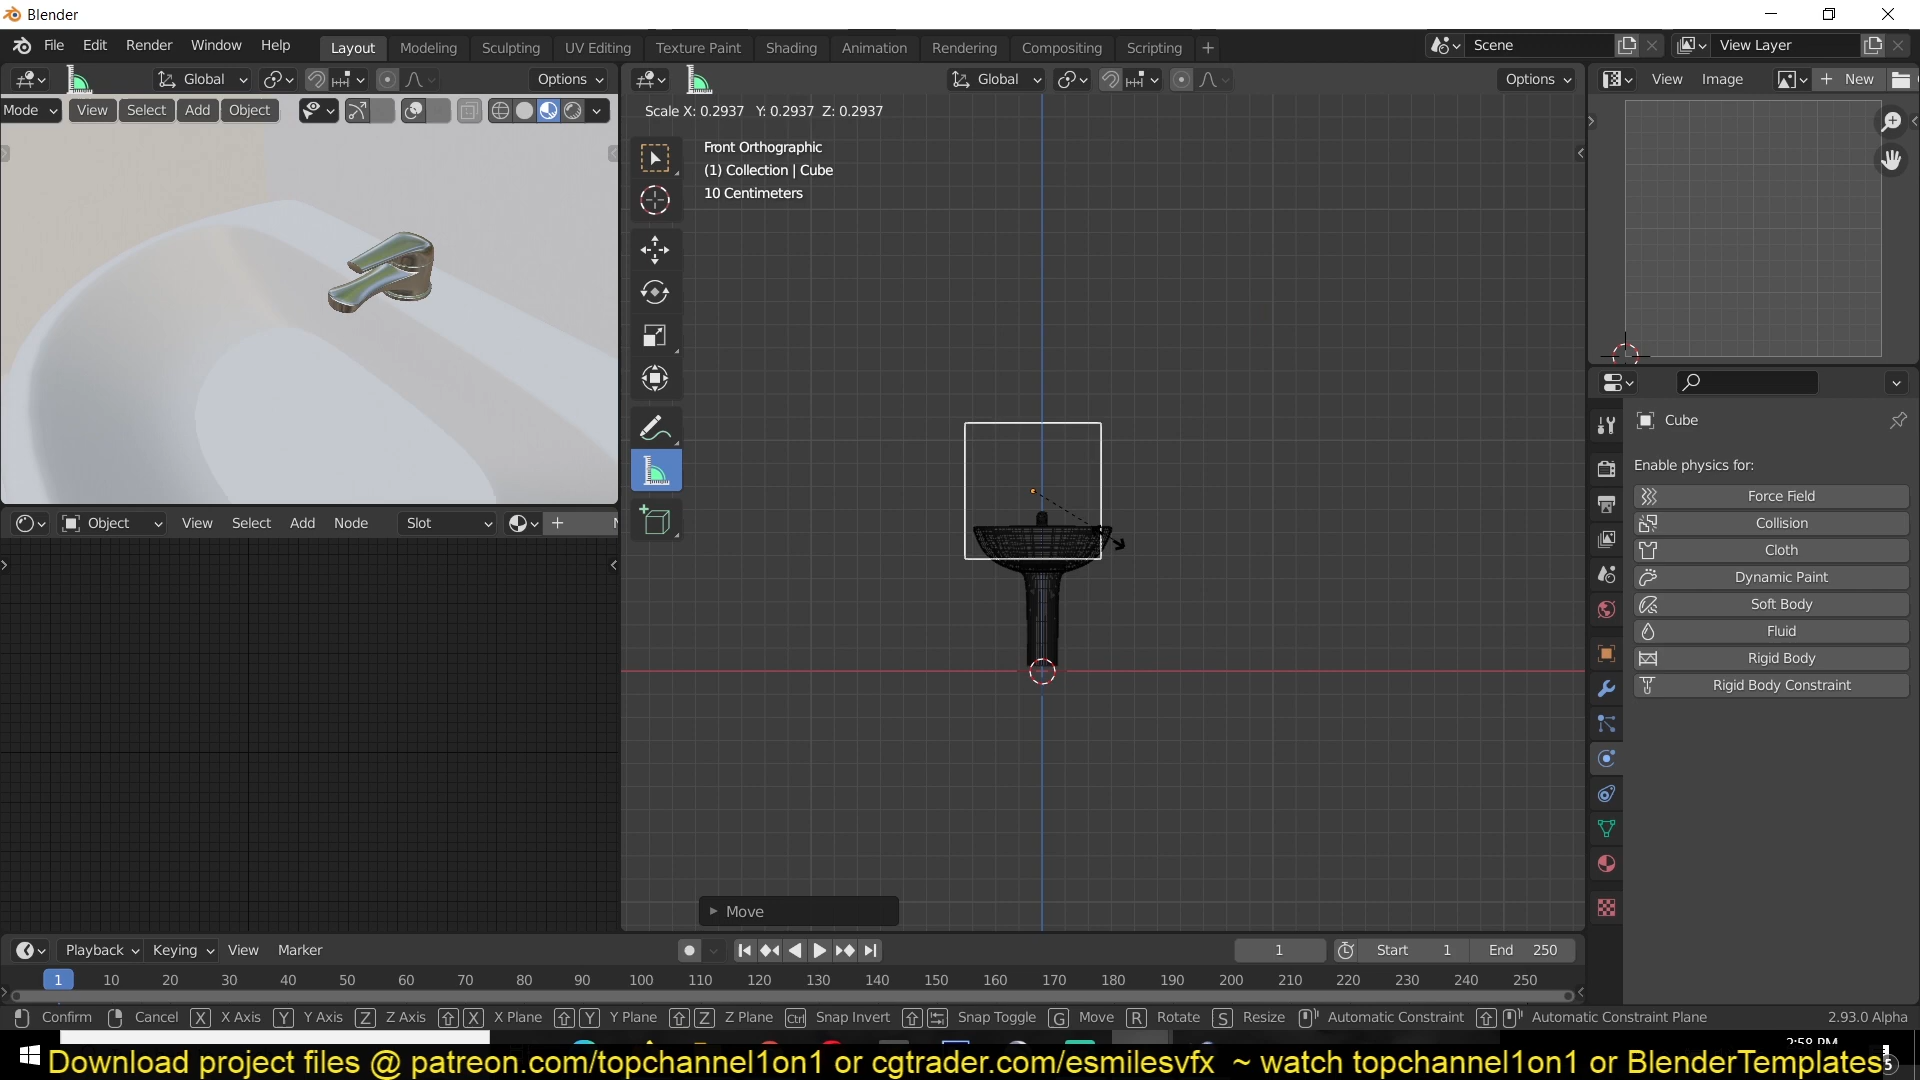 Blender
File Edit Render Window Help Layout Modeling Sculpting UV Editing Texture Paint Shading Animation Rendering Compositing Scripting + Scene View Layer
Global Options Global Options View Image New
Mode View Select Add Object
Scale X: 0.2937 Y: 0.2937 Z: 0.2937
Front Orthographic
(1) Collection | Cube
10 Centimeters
Cube
Enable physics for:
Force Field
Collision
Cloth
Dynamic Paint
Soft Body
Fluid
Rigid Body
Rigid Body Constraint
Object View Select Add Node Slot
Move
Playback Keying View Marker 1 Start 1 End 250
1 10 20 30 40 50 60 70 80 90 100 110 120 130 140 150 160 170 180 190 200 210 220 230 240 250
Confirm Cancel X X Axis Y Y Axis Z Z Axis X X Plane Y Y Plane Z Z Plane Ctrl Snap Invert Snap Toggle G Move R Rotate S Resize Automatic Constraint Automatic Constraint Plane 2.93.0 Alpha
2:58 PM
Download project files @ patreon.com/topchannel1on1 or cgtrader.com/esmilesvfx ~ watch topchannel1on1 or BlenderTemplates